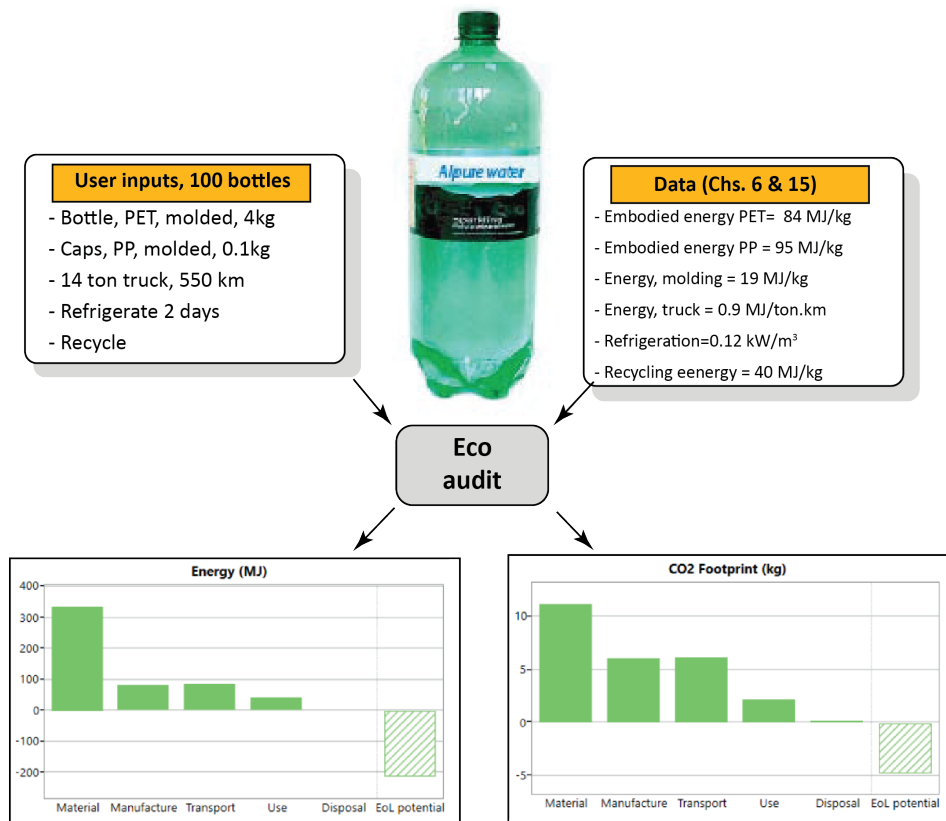 Alpure water
sparkling
User inputs, 100 bottles
- Bottle, PET, molded, 4kg
- Caps, PP, molded, 0.1kg
- 14 ton truck, 550 km
- Refrigerate 2 days
- Recycle
Data (Chs. 6 & 15)
- Embodied energy PET= 84 MJ/kg
- Embodied energy PP = 95 MJ/kg
- Energy, molding = 19 MJ/kg
- Energy, truck = 0.9 MJ/ton.km
- Refrigeration=0.12 kW/m³
- Recycling eenergy = 40 MJ/kg
Eco
audit
Energy (MJ)
400
300
200
100
0
-100
-200
Material Manufacture Transport Use Disposal EoL potential
CO2 Footprint (kg)
10
5
0
-5
Material Manufacture Transport Use Disposal EoL potential